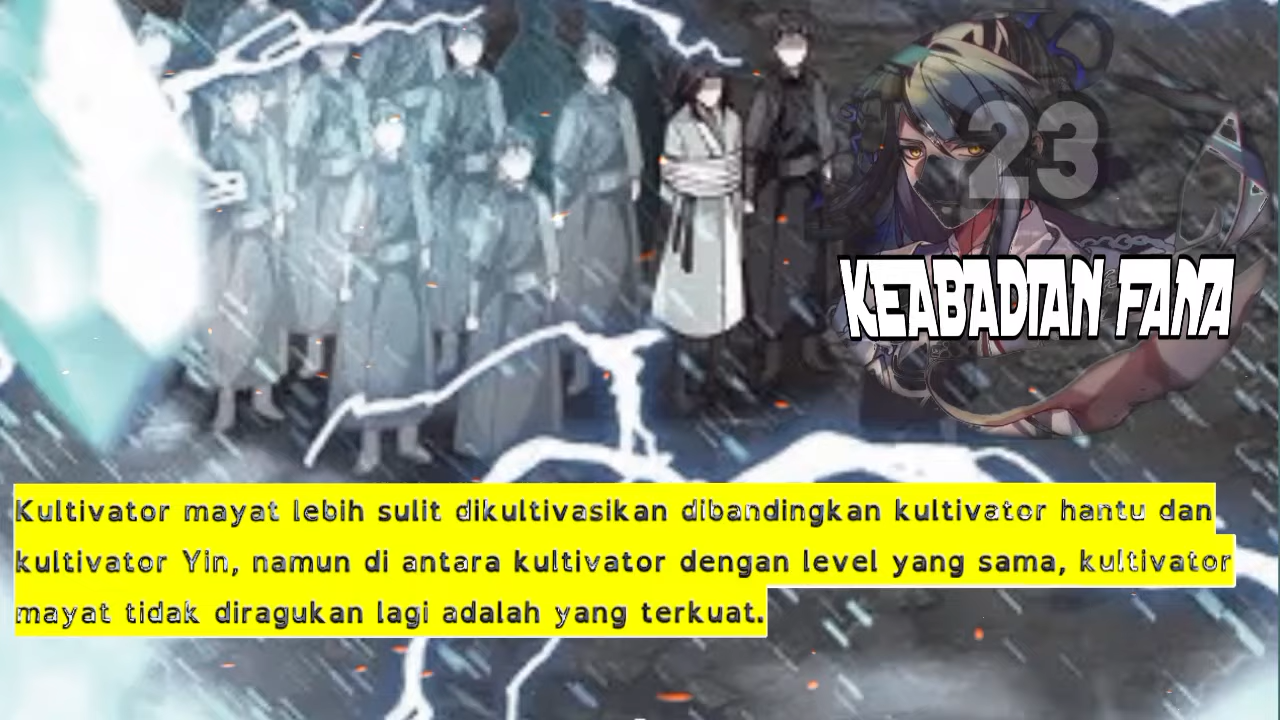 23
KEABADIAN FANA
Kultivator mayat lebih sulit dikultivasikan dibandingkan kultivator hantu dan
kultivator Yin, namun di antara kultivator dengan level yang sama, kultivator
mayat tidak diragukan lagi adalah yang terkuat.